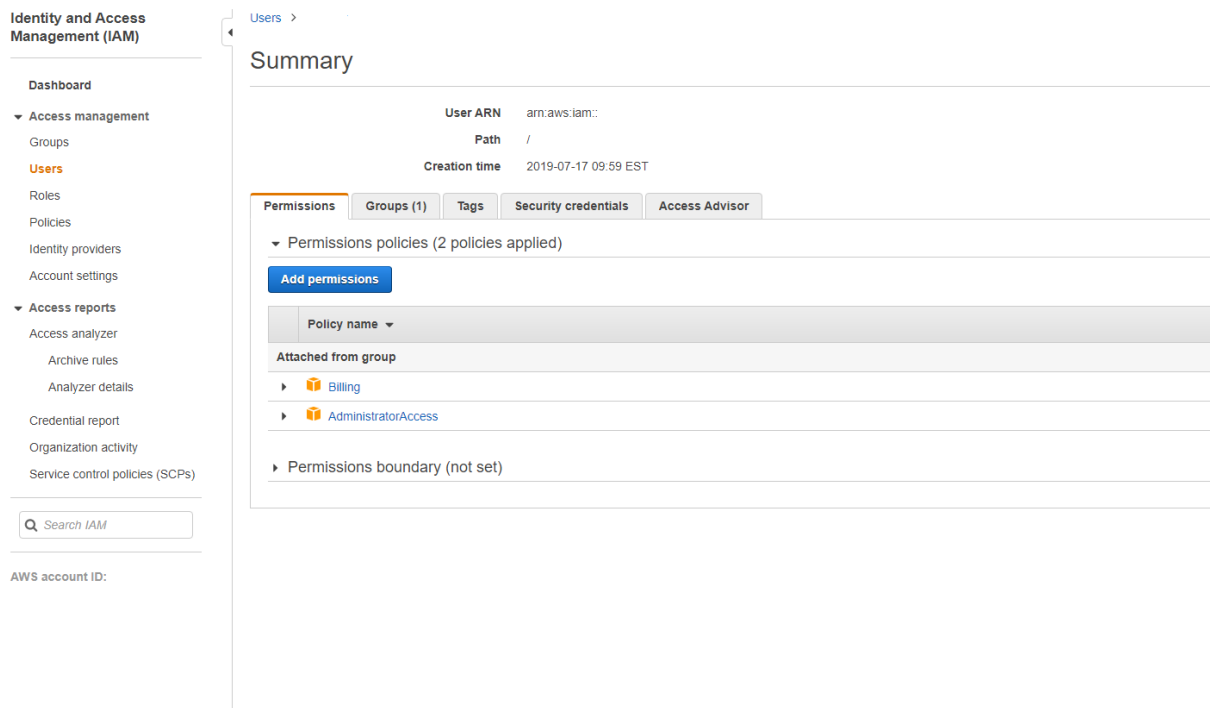 Identity and Access
Management (IAM)
Dashboard
Access management
Groups
Users
Roles
Policies
Identity providers
Account settings
Access reports
Access analyzer
Archive rules
Analyzer details
Credential report
Organization activity
Service control policies (SCPs)
Search IAM
AWS account ID:
Users >
Summary
User ARN arn:aws:iam::
Path /
Creation time 2019-07-17 09:59 EST
Permissions Groups (1) Tags Security credentials Access Advisor
Permissions policies (2 policies applied)
Add permissions
Policy name
Attached from group
Billing
AdministratorAccess
Permissions boundary (not set)